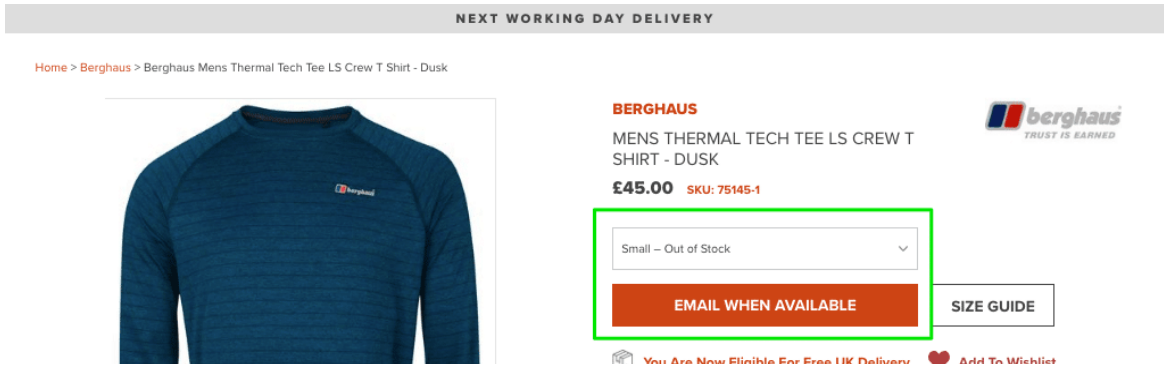 NEXT WORKING DAY DELIVERY
Home > Berghaus > Berghaus Mens Thermal Tech Tee LS Crew T Shirt - Dusk
berghaus
BERGHAUS
MENS THERMAL TECH TEE LS CREW T
SHIRT - DUSK
£45.00 SKU: 75145-1
berghaus
TRUST IS EARNED
Small – Out of Stock
EMAIL WHEN AVAILABLE
SIZE GUIDE
You Are Now Eligible For Free UK Delivery
Add To Wishlist